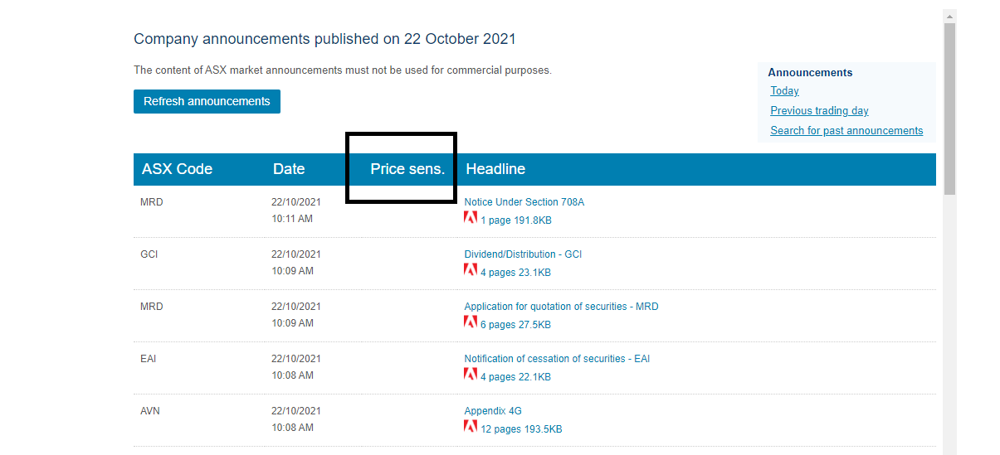 Company announcements published on 22 October 2021
The content of ASX market announcements must not be used for commercial purposes.
Refresh announcements
Announcements
Today
Previous trading day
Search for past announcements
ASX Code Date Price sens. Headline
MRD 22/10/2021 Notice Under Section 708A
10:11 AM 1 page 191.8KB
GCI 22/10/2021 Dividend/Distribution - GCI
10:09 AM 4 pages 23.1KB
MRD 22/10/2021 Application for quotation of securities - MRD
10:09 AM 6 pages 27.5KB
EAI 22/10/2021 Notification of cessation of securities - EAI
10:08 AM 4 pages 22.1KB
AVN 22/10/2021 Appendix 4G
10:08 AM 12 pages 193.5KB